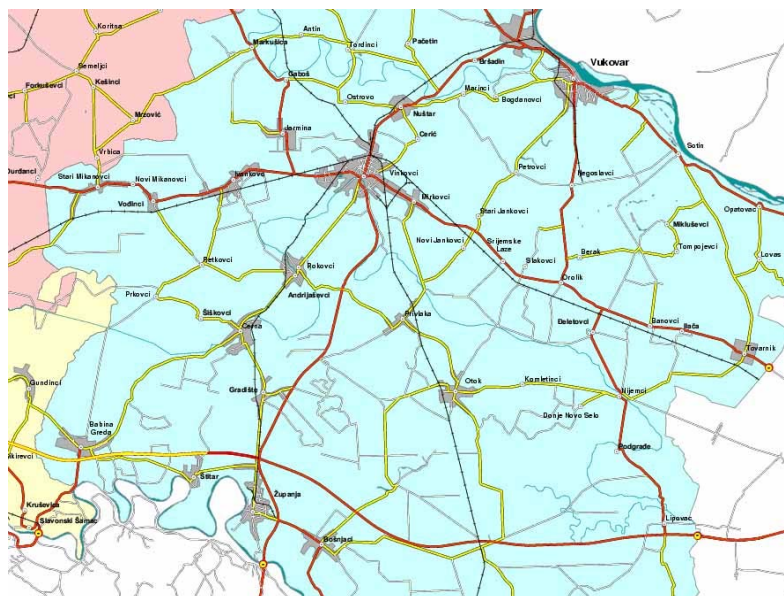 Koritna
Antin
Markušica
Tordinci
Pačetin
Semeljci
Forkuševci
Kešinci
Gaboš
Bršadin
Vukovar
Ostrovo
Marinci
Bogdanovci
Nuštar
Mrzović
Jarmina
Cerić
Vrbica
Sotin
Stari Mikanovci
Novi Mikanovci
Ivankovo
Vinkovci
Petrovci
Negoslavci
Vodinci
Mirkovci
Opatovac
Stari Jankovci
Mikluševci
Novi Jankovci
Srijemske
Laze
Slakovci
Berak
Tompojevci
Lovas
Retkovci
Rokovci
Orolik
Prkovci
Andrijaševci
Šiškovci
Cerna
Privlaka
Đeletovci
Banovci
Ilača
Tovarnik
Gundinci
Gradište
Otok
Komletinci
Nijemci
Donje Novo Selo
Babina
Greda
Podgrađe
Štitar
Kruševica
Slavonski Šamac
Županja
Lipovac
Bošnjaci